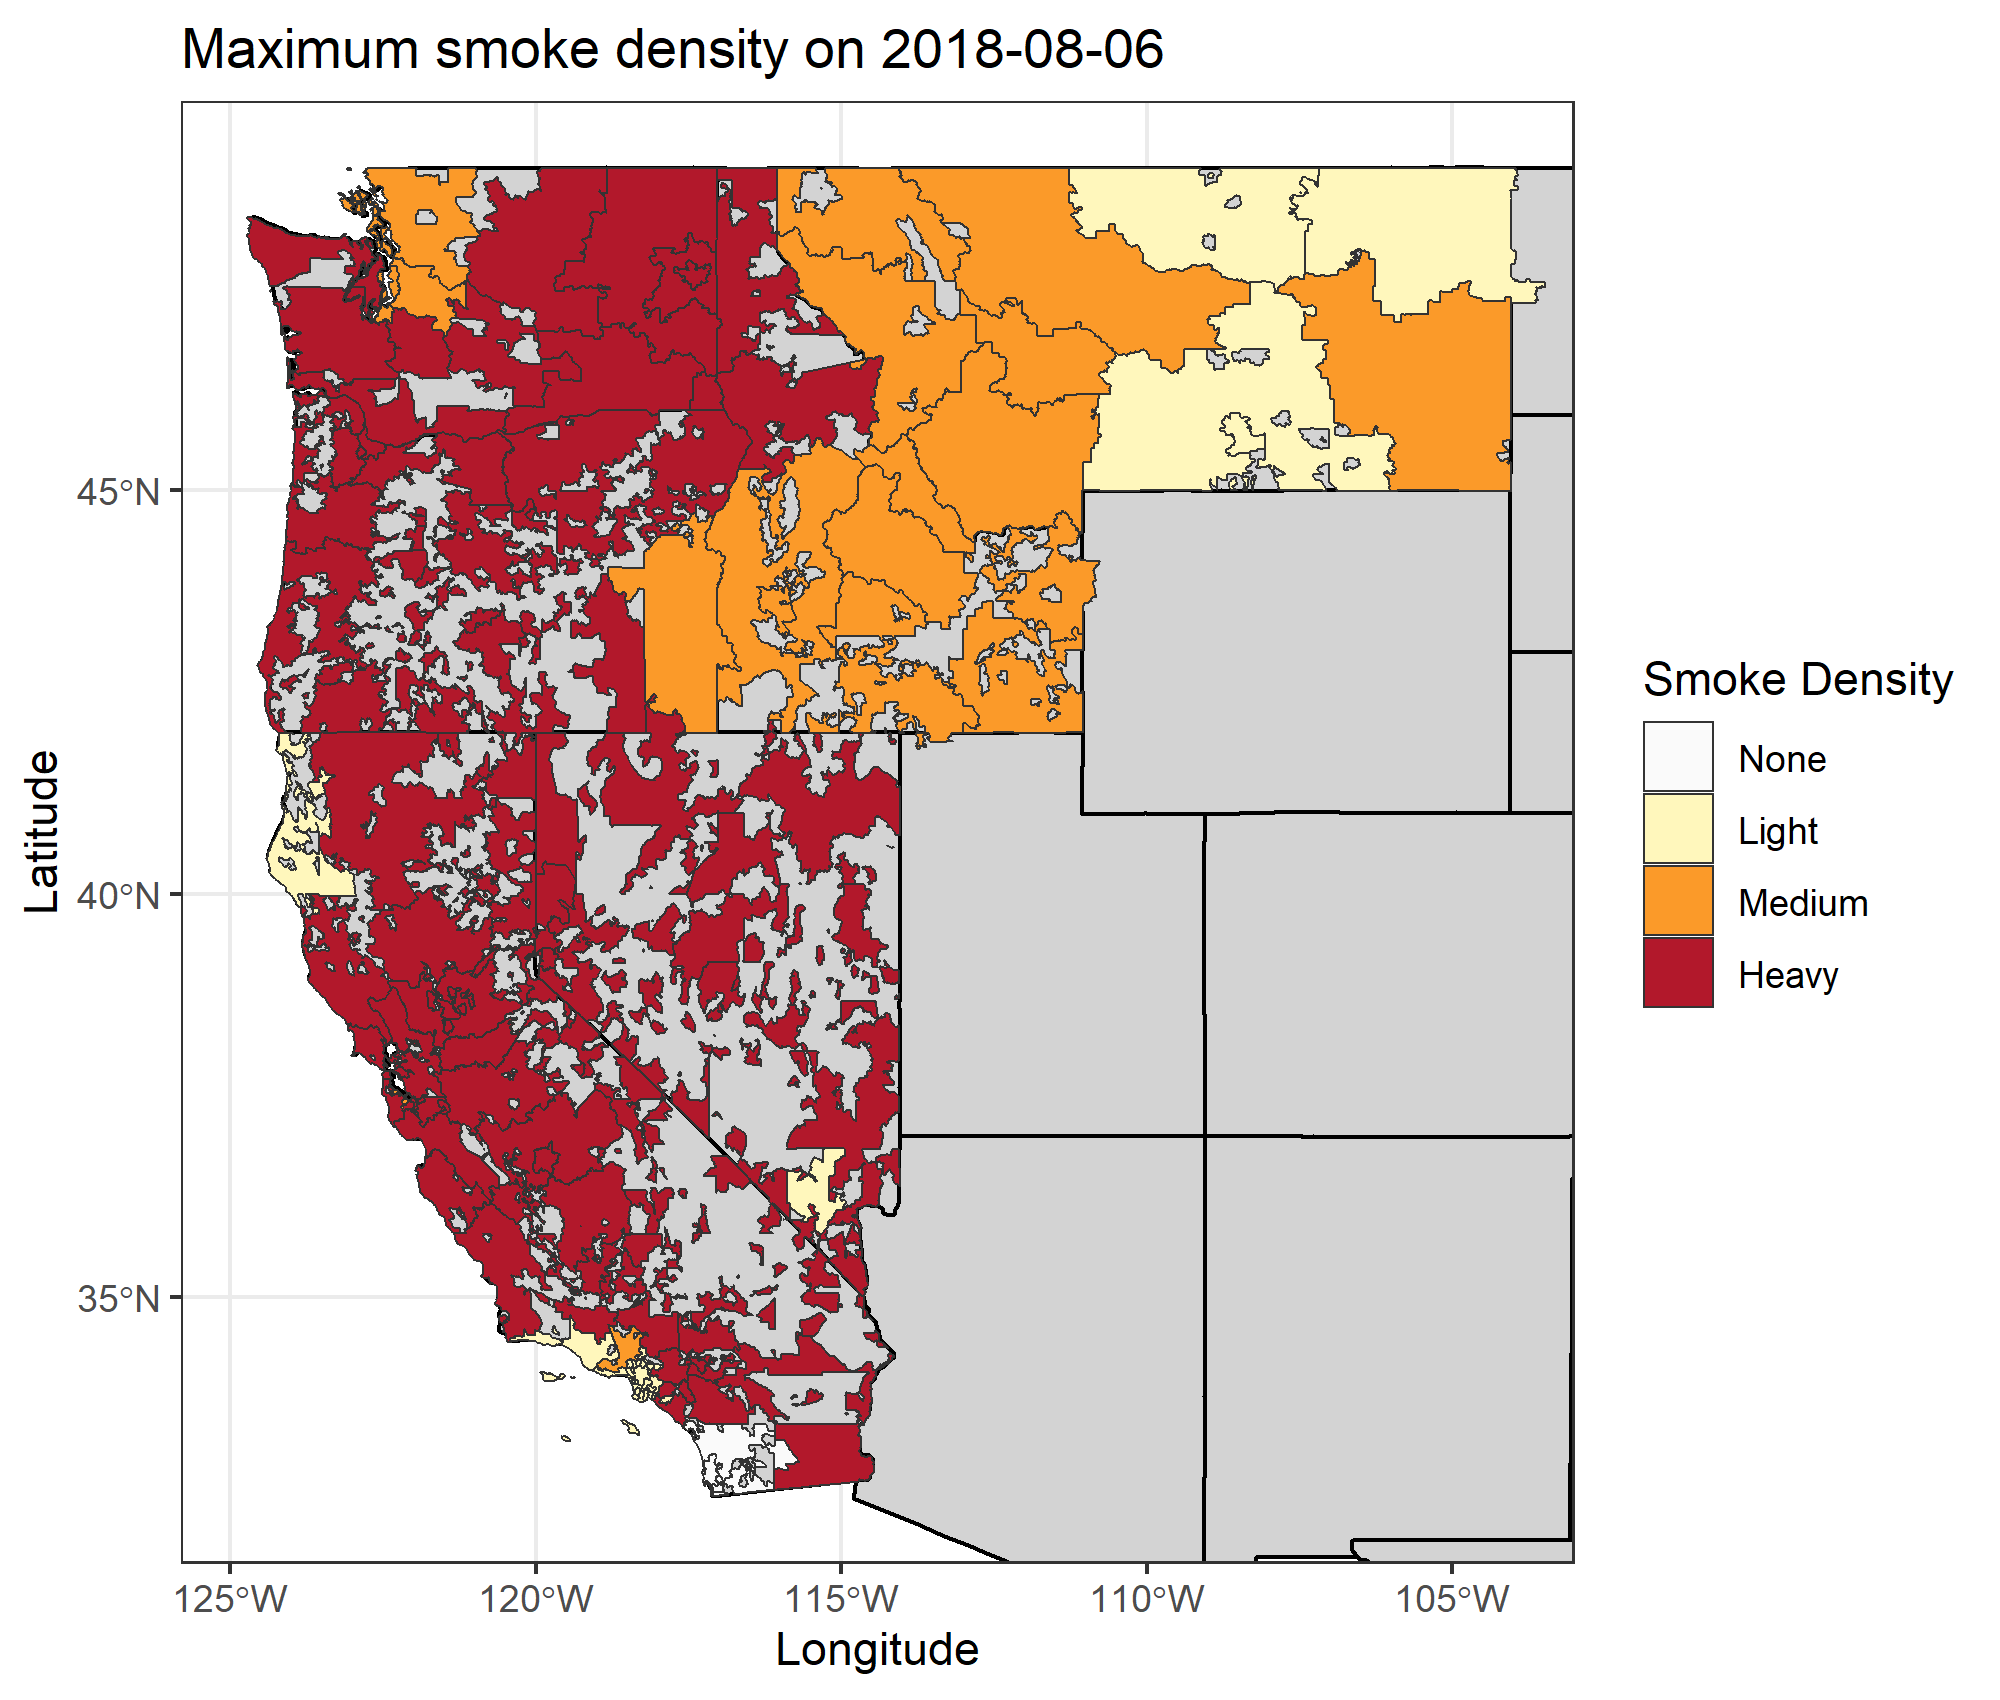 Maximum smoke density on 2018-08-06
45°N
40°N
35°N
Latitude
125°W
120°W
115°W
110°W
105°W
Longitude
Smoke Density
None
Light
Medium
Heavy